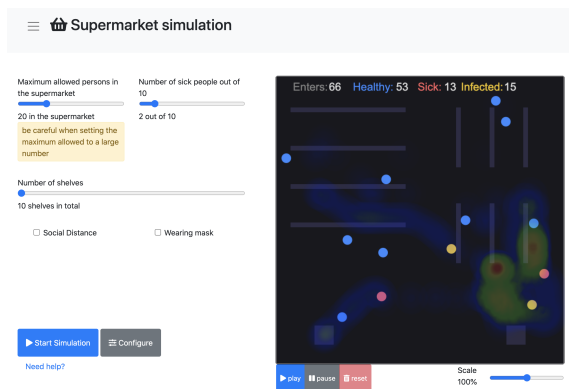 Supermarket simulation
Maximum allowed persons in
the supermarket
20 in the supermarket
be careful when setting the
maximum allowed to a large
number
Number of sick people out of
10
2 out of 10
Number of shelves
10 shelves in total
Social Distance
Wearing mask
Start Simulation
Configure
Need help?
Enters: 66 Healthy: 53 Sick: 13 Infected: 15
play
pause
reset
Scale
100%